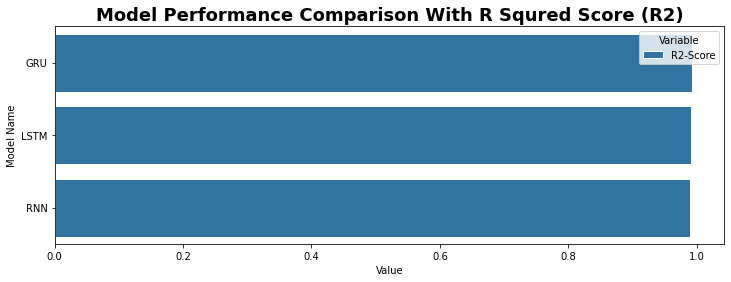 Model Performance Comparison With R Squred Score (R2)
Variable
R2-Score
Model Name
GRU
LSTM
RNN
0.0 0.2 0.4 0.6 0.8 1.0
Value